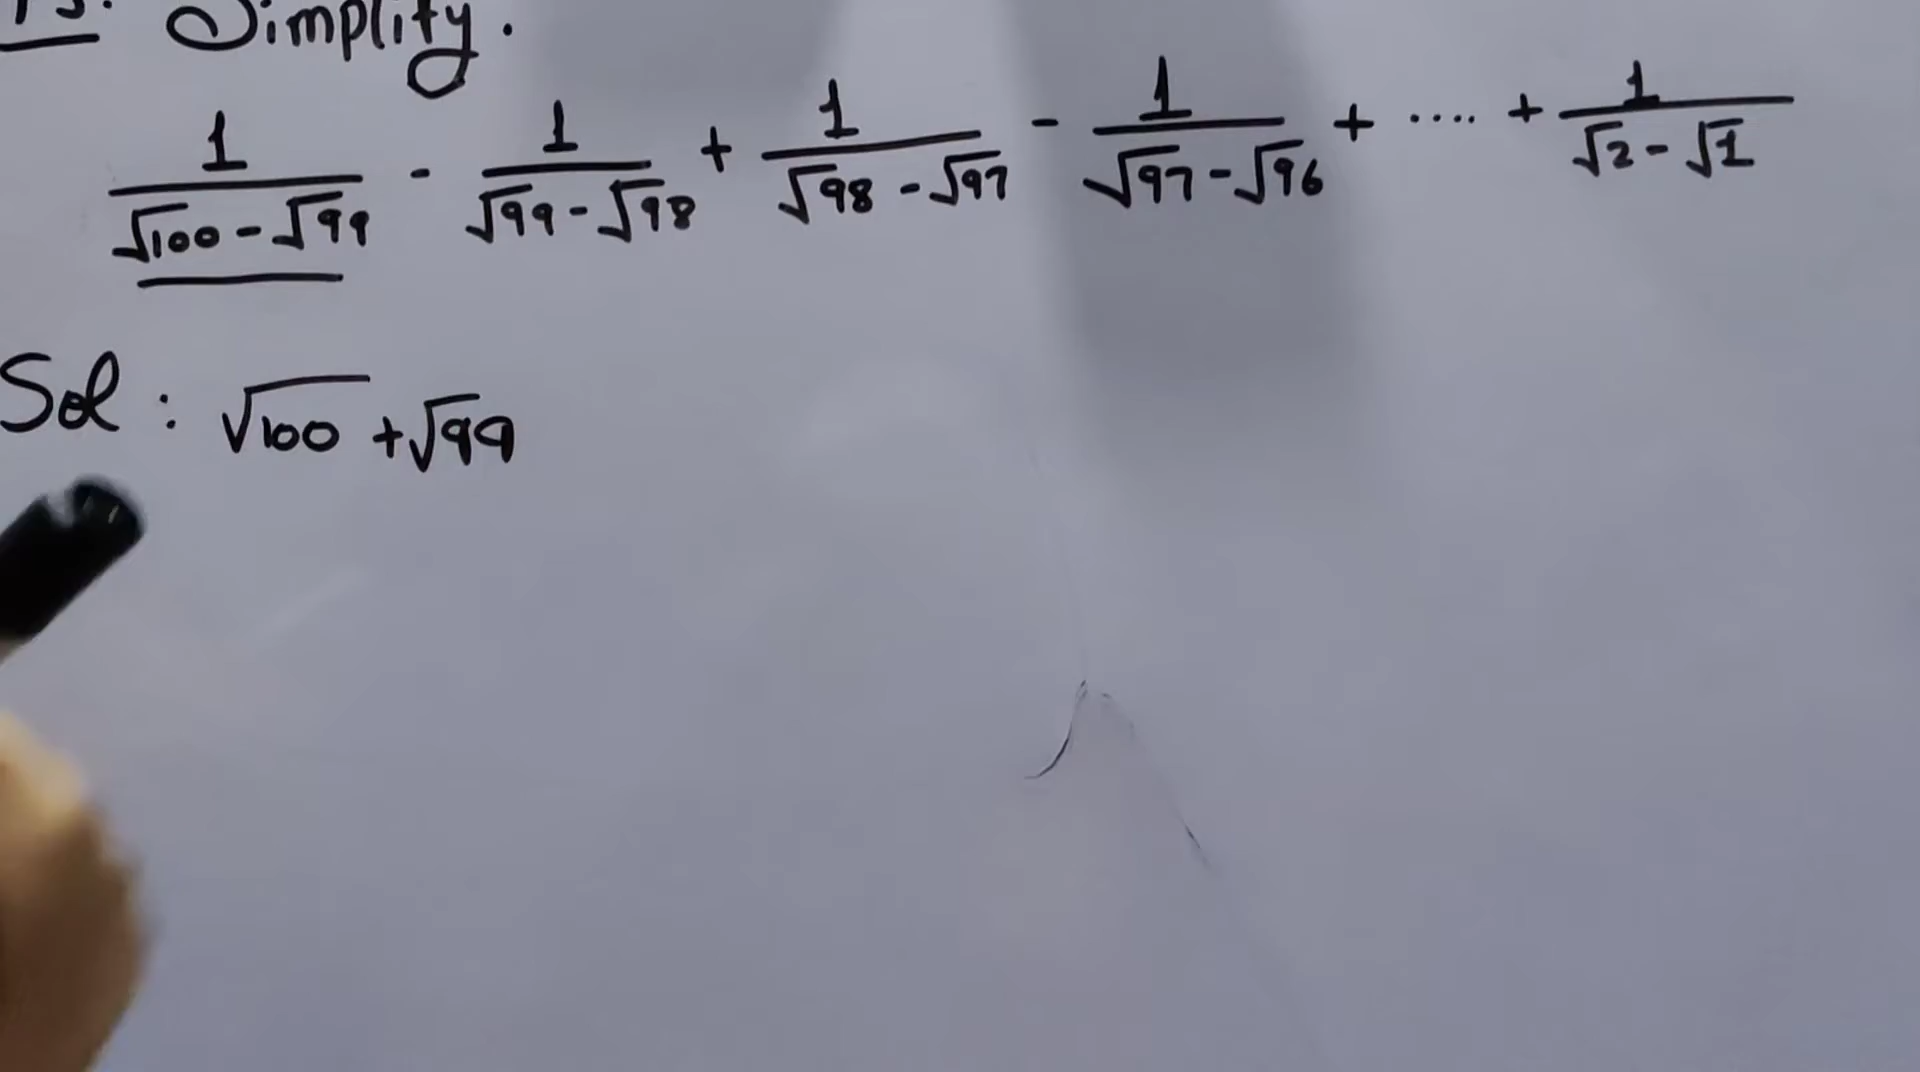 Simplify.
1/(√100 - √99) - 1/(√99 - √98) + 1/(√98 - √97) - 1/(√97 - √96) + .... + 1/(√2 - √1)
Sol : √100 + √99